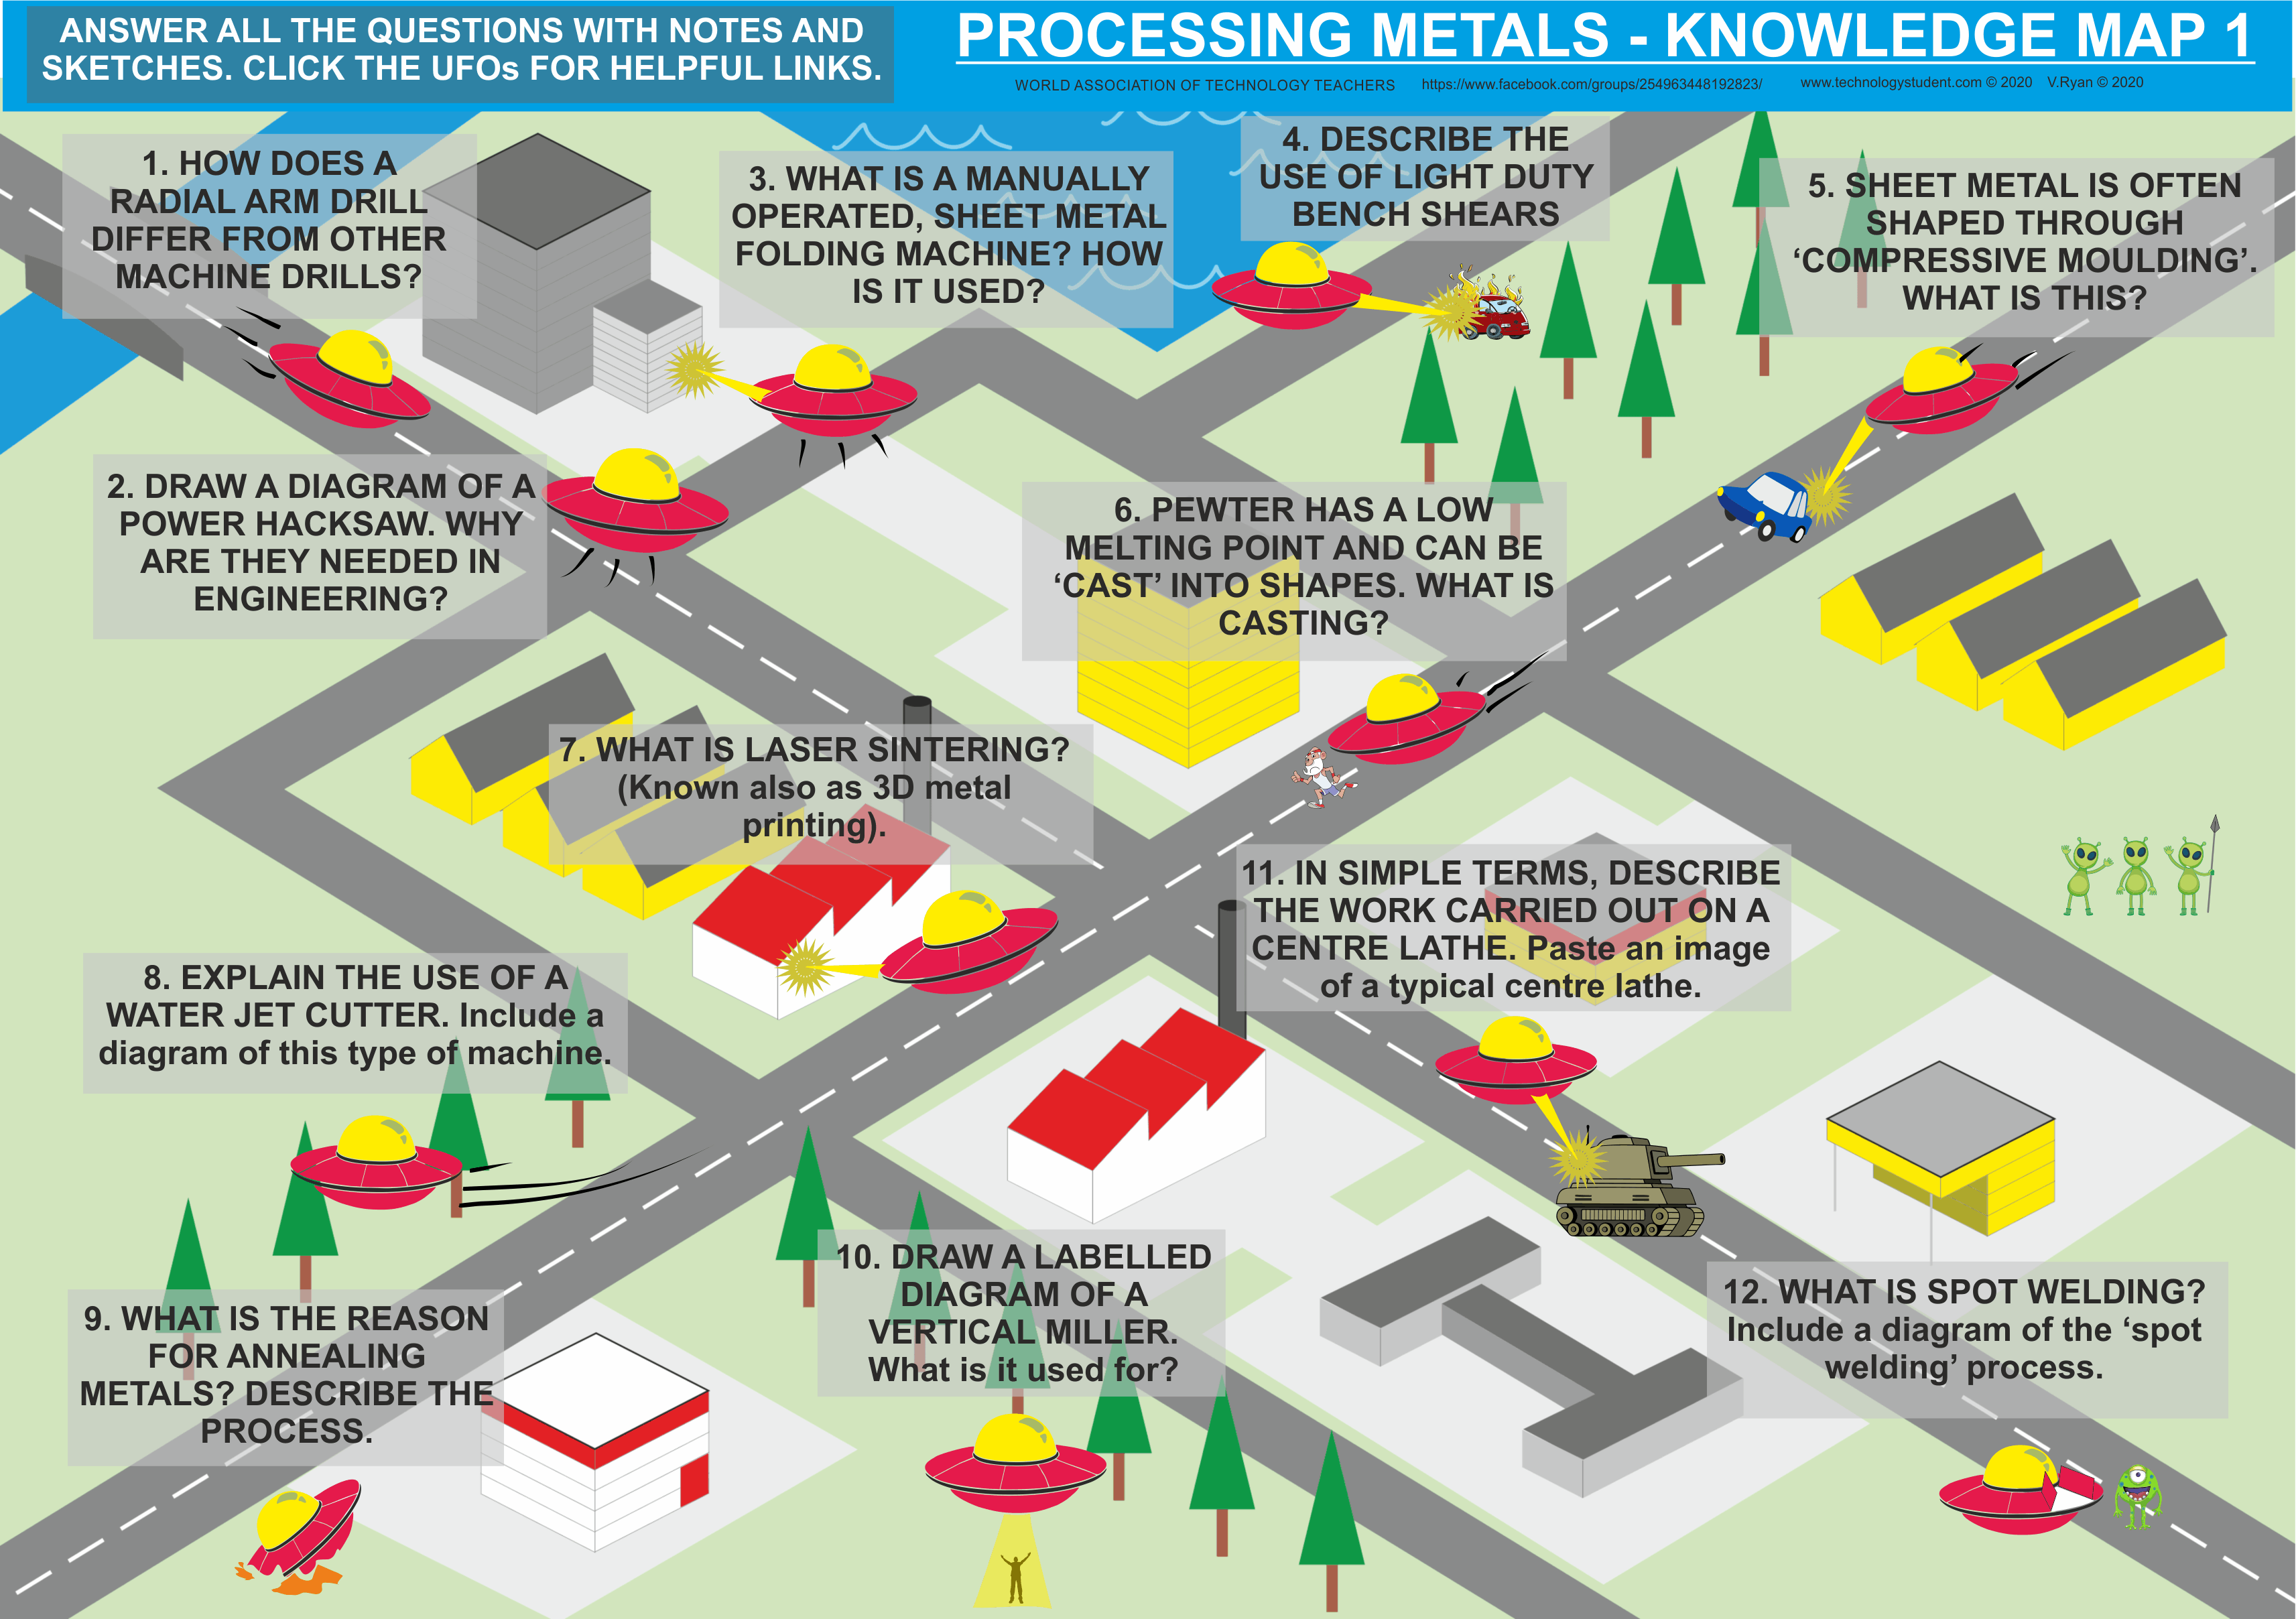 ANSWER ALL THE QUESTIONS WITH NOTES AND
SKETCHES. CLICK THE UFOs FOR HELPFUL LINKS.
PROCESSING METALS - KNOWLEDGE MAP 1
WORLD ASSOCIATION OF TECHNOLOGY TEACHERS https://www.facebook.com/groups/254963448192823/ www.technologystudent.com © 2020 V.Ryan © 2020
1. HOW DOES A
RADIAL ARM DRILL
DIFFER FROM OTHER
MACHINE DRILLS?
2. DRAW A DIAGRAM OF A
POWER HACKSAW. WHY
ARE THEY NEEDED IN
ENGINEERING?
3. WHAT IS A MANUALLY
OPERATED, SHEET METAL
FOLDING MACHINE? HOW
IS IT USED?
4. DESCRIBE THE
USE OF LIGHT DUTY
BENCH SHEARS
5. SHEET METAL IS OFTEN
SHAPED THROUGH
‘COMPRESSIVE MOULDING’.
WHAT IS THIS?
6. PEWTER HAS A LOW
MELTING POINT AND CAN BE
‘CAST’ INTO SHAPES. WHAT IS
CASTING?
7. WHAT IS LASER SINTERING?
(Known also as 3D metal
printing).
8. EXPLAIN THE USE OF A
WATER JET CUTTER. Include a
diagram of this type of machine.
9. WHAT IS THE REASON
FOR ANNEALING
METALS? DESCRIBE THE
PROCESS.
10. DRAW A LABELLED
DIAGRAM OF A
VERTICAL MILLER.
What is it used for?
11. IN SIMPLE TERMS, DESCRIBE
THE WORK CARRIED OUT ON A
CENTRE LATHE. Paste an image
of a typical centre lathe.
12. WHAT IS SPOT WELDING?
Include a diagram of the ‘spot
welding’ process.